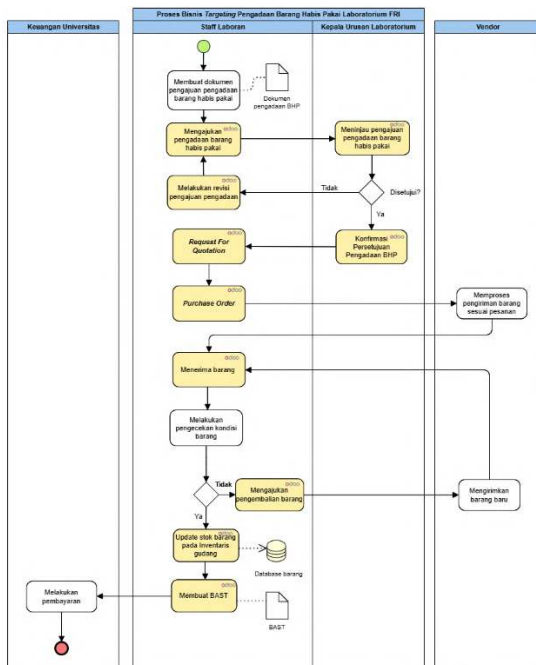 Proses Bisnis Targeting Pengadaan Barang Habis Pakai Laboratorium FRI
Keuangan Universitas
Staff Laboran
Kepala Urusan Laboratorium
Vendor
Membuat dokumen
pengajuan pengadaan
barang habis pakai
Dokumen
pengadaan BHP
odoo
Mengajukan
pengadaan barang
habis pakai
odoo
Meninjau pengajuan
pengadaan barang
habis pakai
odoo
Melakukan revisi
pengajuan pengadaan
Tidak
Disetujui?
Ya
odoo
Konfirmasi
Persetujuan
Pengadaan BHP
odoo
Request For
Quotation
odoo
Purchase Order
Memproses
pengiriman barang
sesuai pesanan
odoo
Menerima barang
Melakukan
pengecekan kondisi
barang
Tidak
odoo
Mengajukan
pengembalian barang
Mengirimkan
barang baru
Ya
odoo
Update stok barang
pada Inventaris
gudang
Database barang
odoo
Membuat BAST
BAST
Melakukan
pembayaran